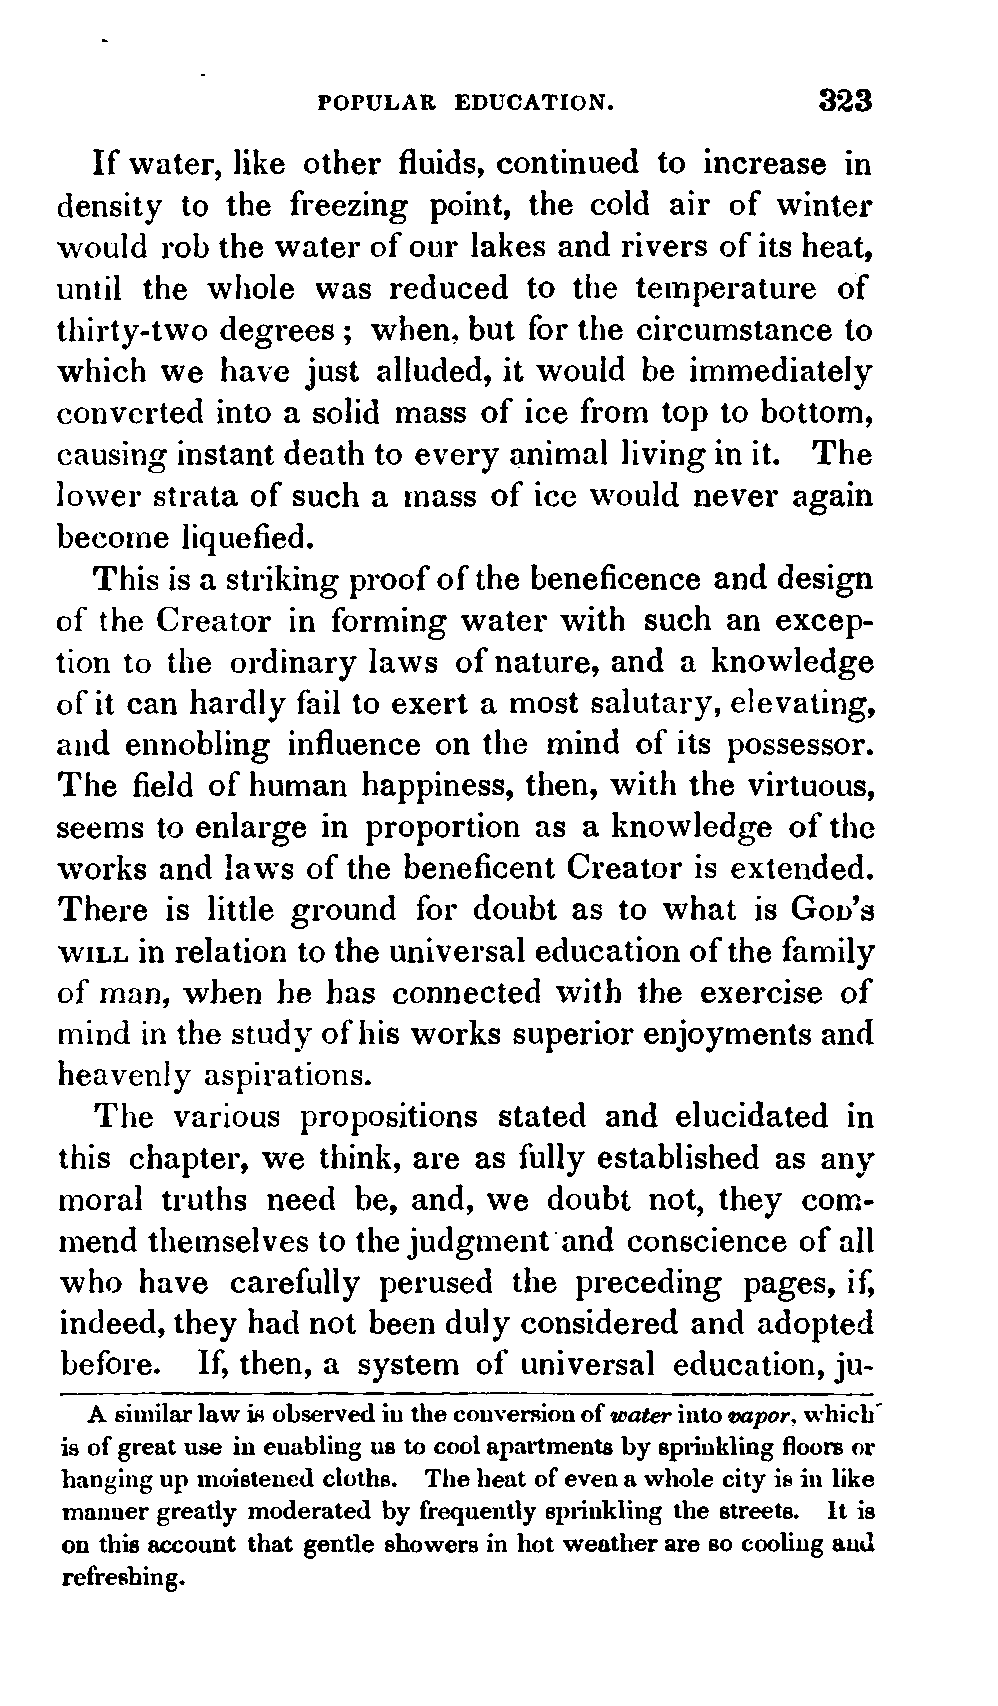 POPULAR EDUCATION. 323
If water, like other fluids, continued to increase in
density to the freezing point, the cold air of winter
would rob the water of our lakes and rivers of its heat,
until the whole was reduced to the temperature of
thirty-two degrees ; when, but for the circumstance to
which we have just alluded, it would be immediately
converted into a solid mass of ice from top to bottom,
causing instant death to every animal living in it. The
lower strata of such a mass of ice would never again
become liquefied.
This is a striking proof of the beneficence and design
of the Creator in forming water with such an excep-
tion to the ordinary laws of nature, and a knowledge
of it can hardly fail to exert a most salutary, elevating,
and ennobling influence on the mind of its possessor.
The field of human happiness, then, with the virtuous,
seems to enlarge in proportion as a knowledge of the
works and laws of the beneficent Creator is extended.
There is little ground for doubt as to what is GOD'S
WILL in relation to the universal education of the family
of man, when he has connected with the exercise of
mind in the study of his works superior enjoyments and
heavenly aspirations.
The various propositions stated and elucidated in
this chapter, we think, are as fully established as any
moral truths need be, and, we doubt not, they com-
mend themselves to the judgment and conscience of all
who have carefully perused the preceding pages, if,
indeed, they had not been duly considered and adopted
before. If, then, a system of universal education, ju-
A similar law is observed in the conversion of water into vapor, which
is of great use in enabling us to cool apartments by sprinkling floors or
hanging up moistened cloths. The heat of even a whole city is in like
manner greatly moderated by frequently sprinkling the streets. It is
on this account that gentle showers in hot weather are so cooling and
refreshing.